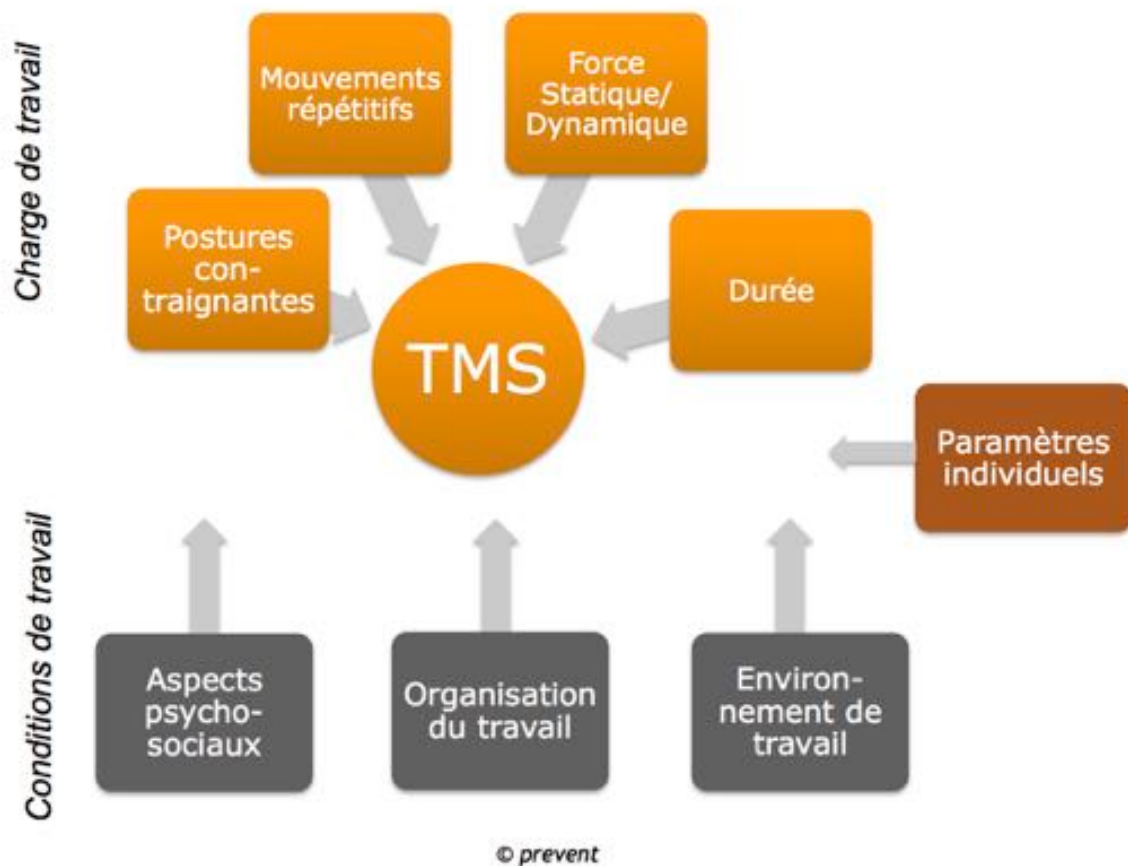 Charge de travail
Mouvements
répétitifs
Force
Statique/
Dynamique
Postures
con-
traignantes
Durée
TMS
Paramètres
individuels
Conditions de travail
Aspects
psycho-
sociaux
Organisation
du travail
Environ-
nement de
travail
© prevent